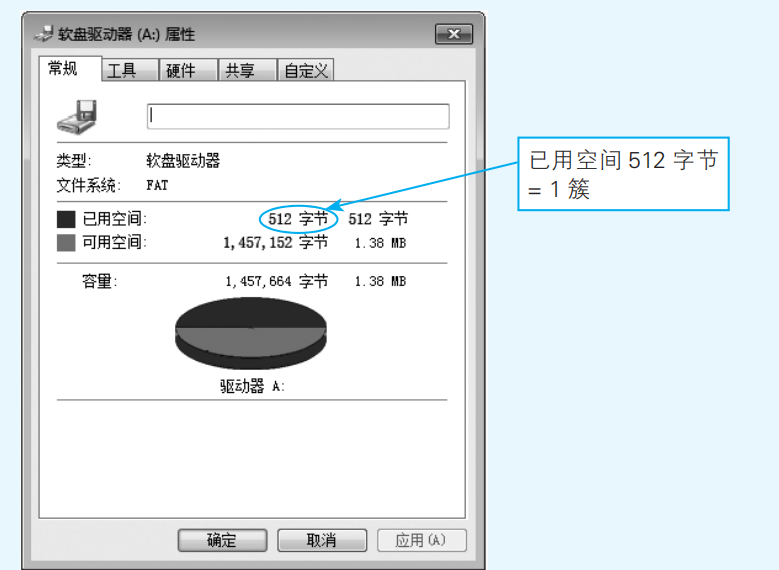 软盘驱动器 (A:) 属性
常规 工具 硬件 共享 自定义
类型: 软盘驱动器
文件系统: FAT
已用空间: 512 字节 512 字节
可用空间: 1,457,152 字节 1.38 MB
容量: 1,457,664 字节 1.38 MB
驱动器 A:
确定 取消 应用(A)
已用空间 512 字节
= 1 簇